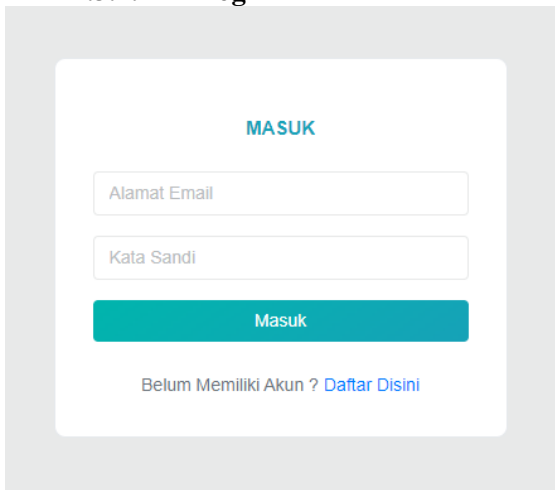 MASUK
Alamat Email
Kata Sandi
Masuk
Belum Memiliki Akun ? Daftar Disini